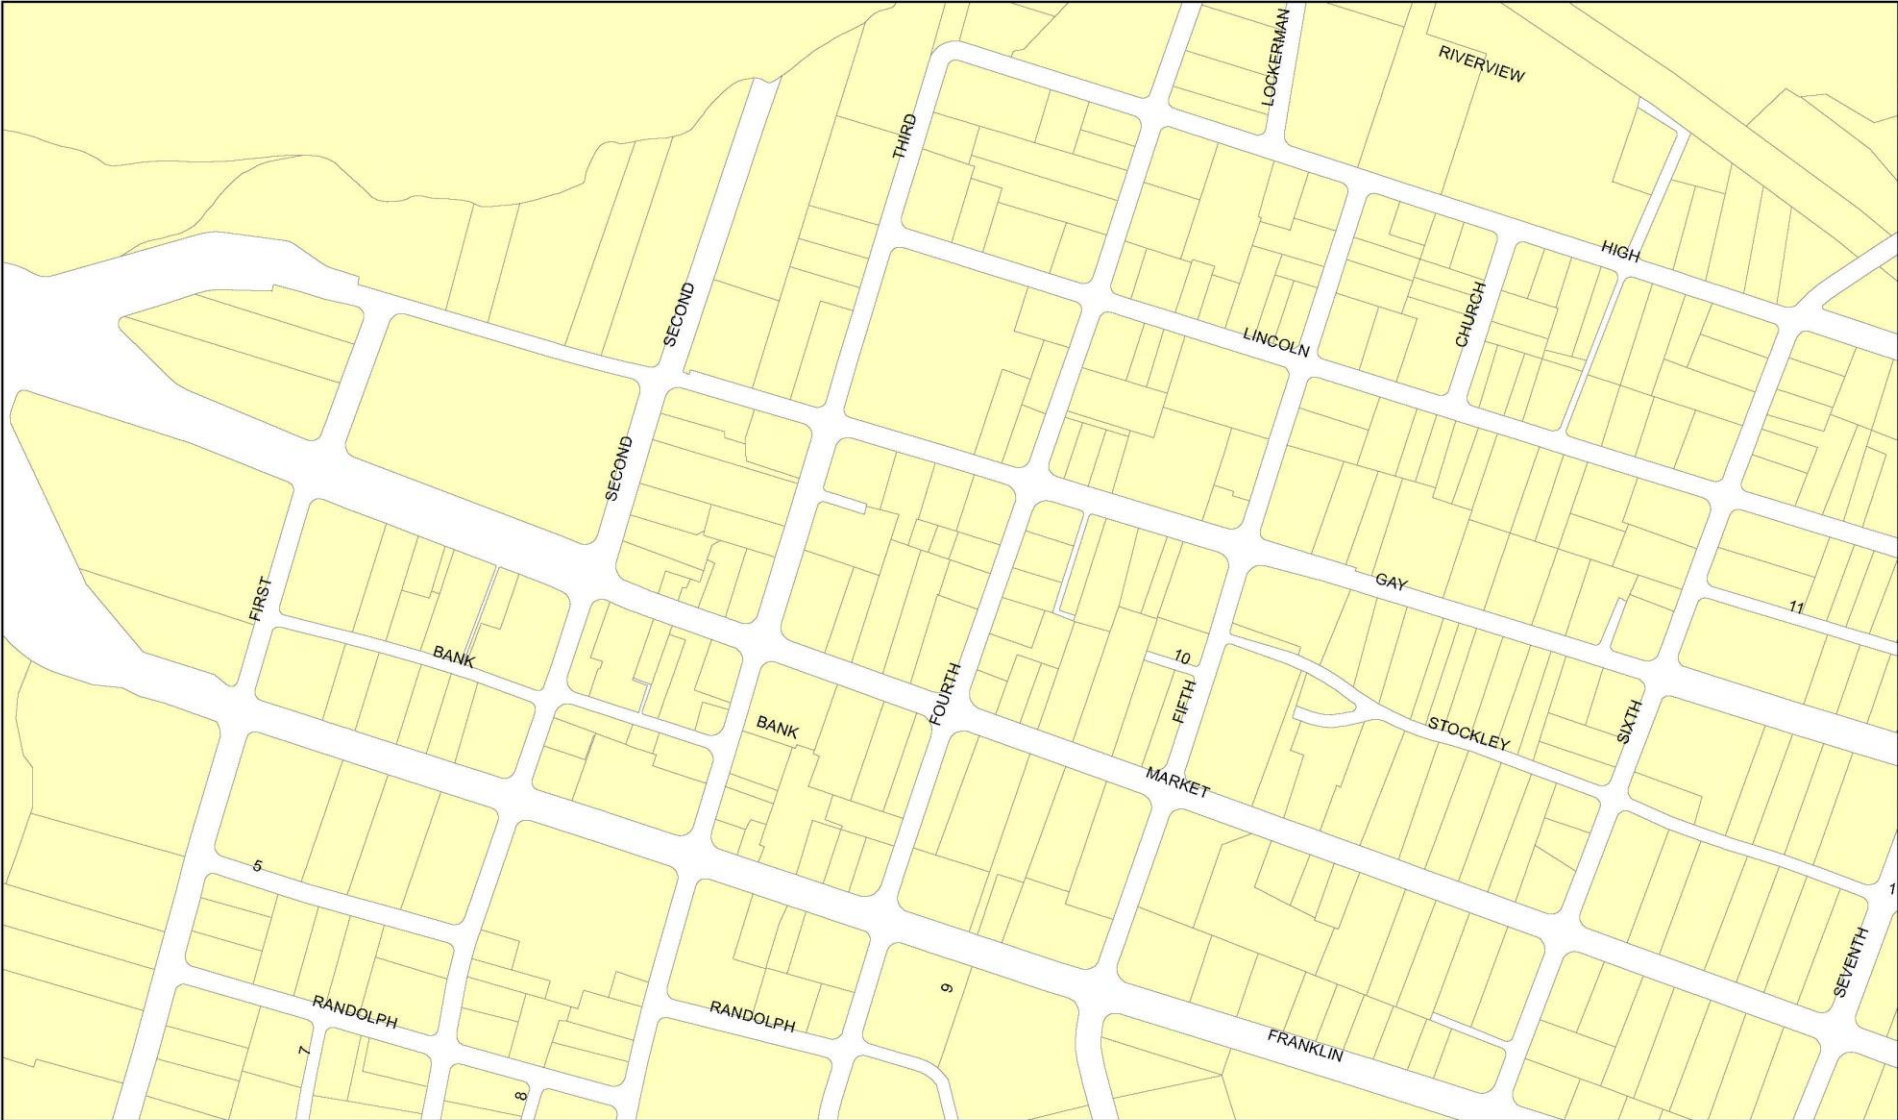 LOCKERMAN
RIVERVIEW
THIRD
HIGH
SECOND
CHURCH
LINCOLN
SECOND
FIRST
GAY
11
BANK
10
FOURTH
FIFTH
BANK
STOCKLEY
SIXTH
MARKET
5
1
SEVENTH
9
RANDOLPH
RANDOLPH
FRANKLIN
7
8